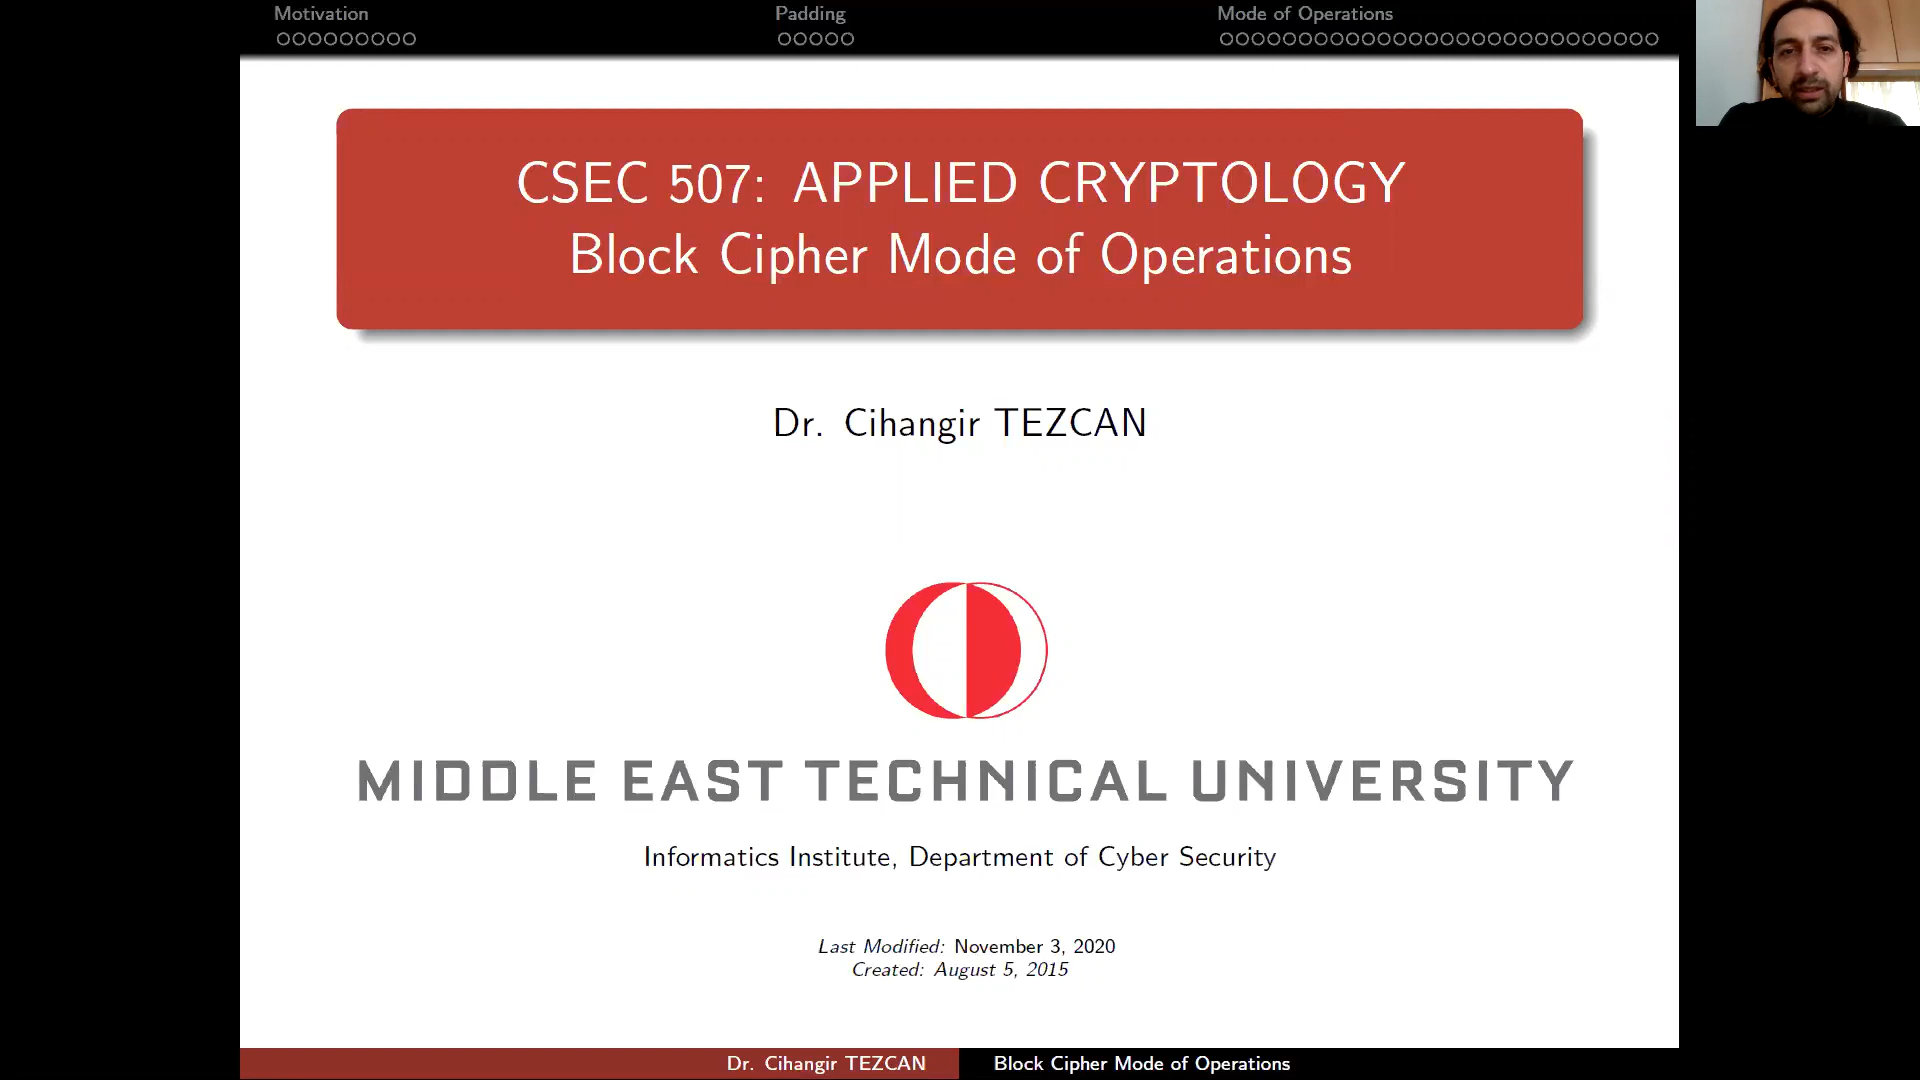 Motivation
Padding
Mode of Operations
CSEC 507: APPLIED CRYPTOLOGY
Block Cipher Mode of Operations
Dr. Cihangir TEZCAN
MIDDLE EAST TECHNICAL UNIVERSITY
Informatics Institute, Department of Cyber Security
Last Modified: November 3, 2020
Created: August 5, 2015
Dr. Cihangir TEZCAN
Block Cipher Mode of Operations